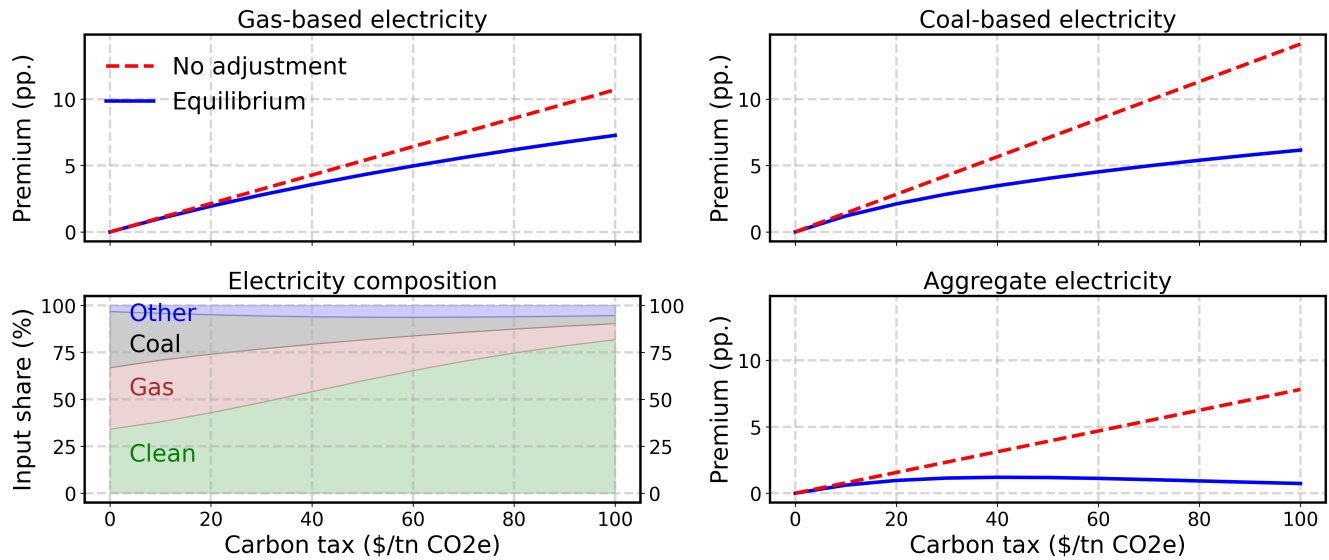 Gas-based electricity
Premium (pp.)
10
5
0
No adjustment
Equilibrium
Coal-based electricity
Premium (pp.)
10
5
0
Electricity composition
Input share (%)
100
75
50
25
0
Other
Coal
Gas
Clean
100
75
50
25
0
0 20 40 60 80 100
Carbon tax ($/tn CO2e)
Aggregate electricity
Premium (pp.)
10
5
0
0 20 40 60 80 100
Carbon tax ($/tn CO2e)